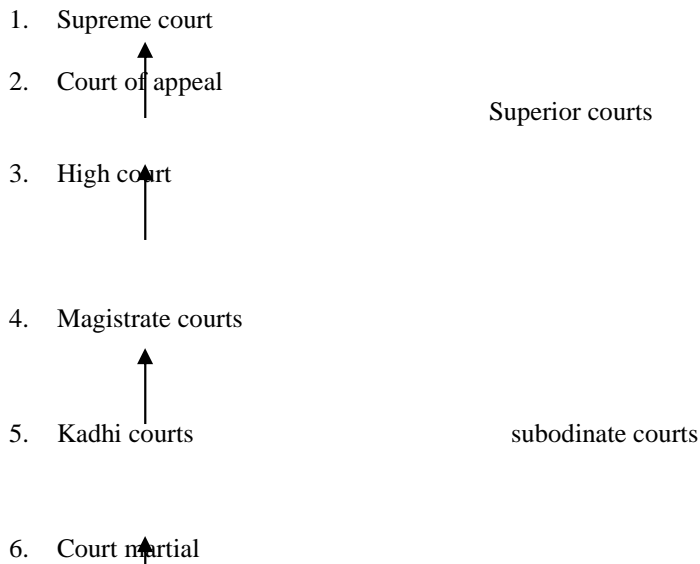 1. Supreme court
2. Court of appeal
Superior courts
3. High court
4. Magistrate courts
5. Kadhi courts subodinate courts
6. Court martial